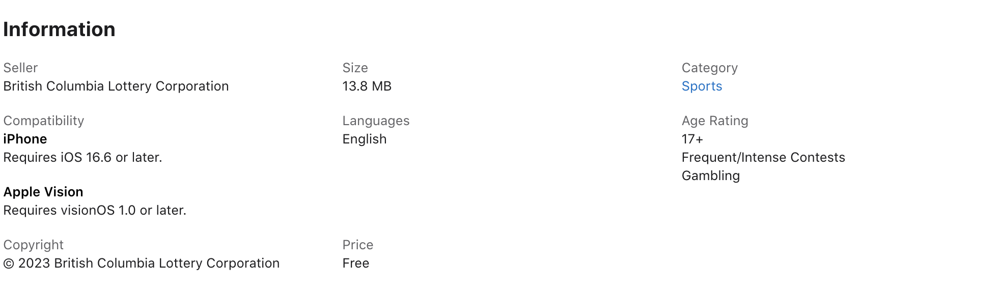 Information
Seller
British Columbia Lottery Corporation
Size
13.8 MB
Category
Sports
Compatibility
iPhone
Requires iOS 16.6 or later.
Apple Vision
Requires visionOS 1.0 or later.
Languages
English
Age Rating
17+
Frequent/Intense Contests
Gambling
Copyright
© 2023 British Columbia Lottery Corporation
Price
Free